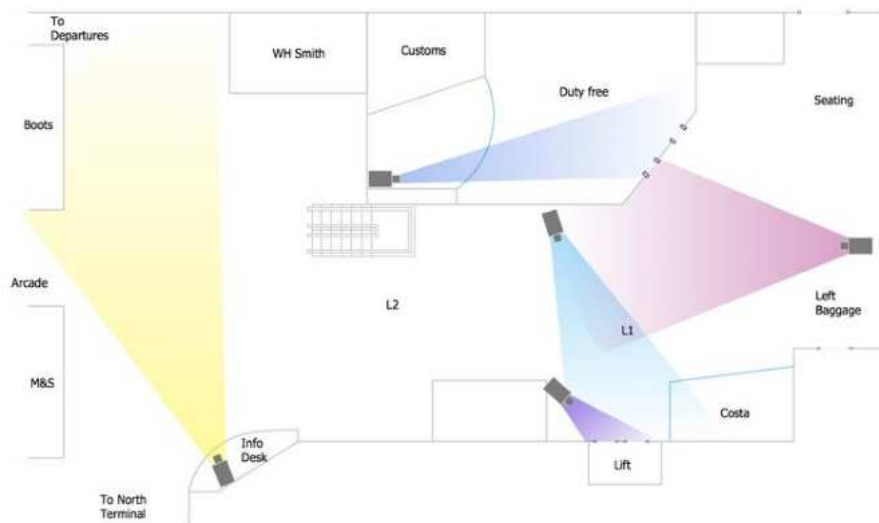 To
Departures
WH Smith
Customs
Duty free
Seating
Boots
Arcade
L2
L1
Left
Baggage
M&S
Costa
Info
Desk
Lift
To North
Terminal